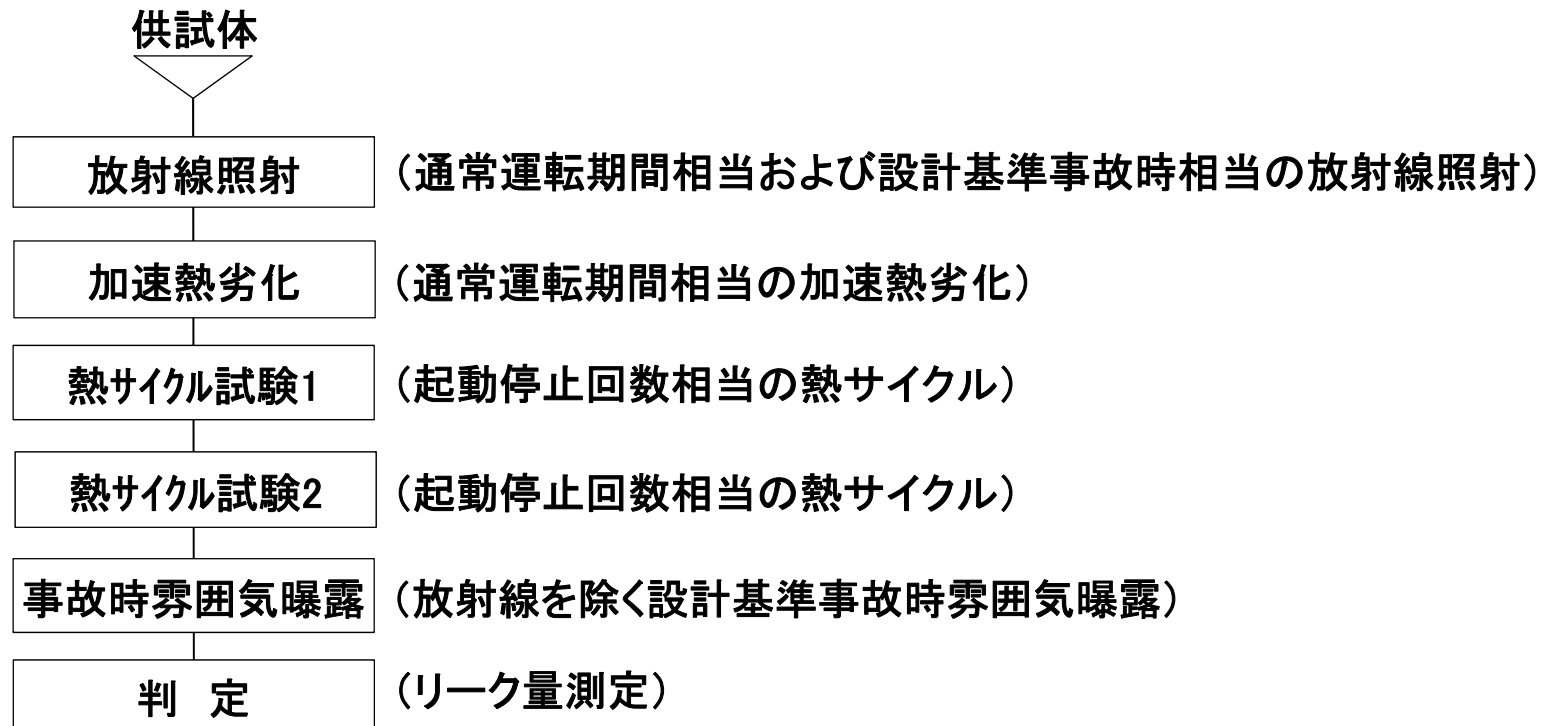 供試体
放射線照射 （通常運転期間相当および設計基準事故時相当の放射線照射）
加速熱劣化 （通常運転期間相当の加速熱劣化）
熱ｻｲｸﾙ試験1 （起動停止回数相当の熱サイクル）
熱ｻｲｸﾙ試験2 （起動停止回数相当の熱サイクル）
事故時雰囲気曝露 （放射線を除く設計基準事故時雰囲気曝露）
判　定 （リーク量測定）